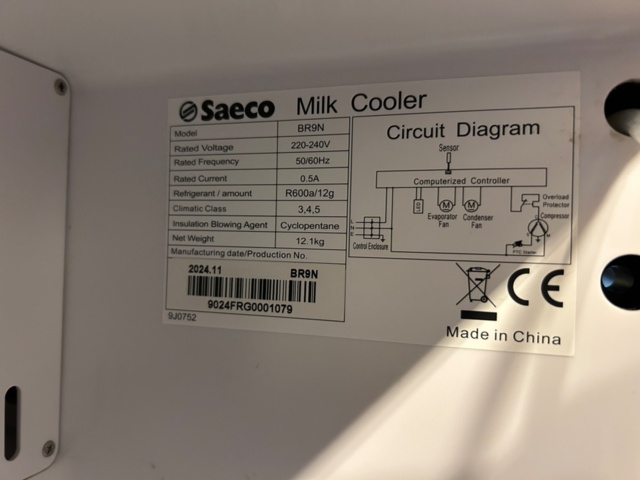 Saeco Milk Cooler
Model BR9N
Rated Voltage 220-240V
Rated Frequency 50/60Hz
Rated Current 0.5A
Refrigerant / amount R600a/12g
Climatic Class 3,4,5
Insulation Blowing Agent Cyclopentane
Net Weight 12.1kg
Manufacturing date/Production No.
2024.11 BR9N
9024FRG0001079
9J0752
Circuit Diagram
Sensor
Computerized Controller
LED
M
M
Evaporator Fan
Condenser Fan
Overload Protector
Compressor
PTC Starter
L
N
E
Control Enclosure
CE
Made in China